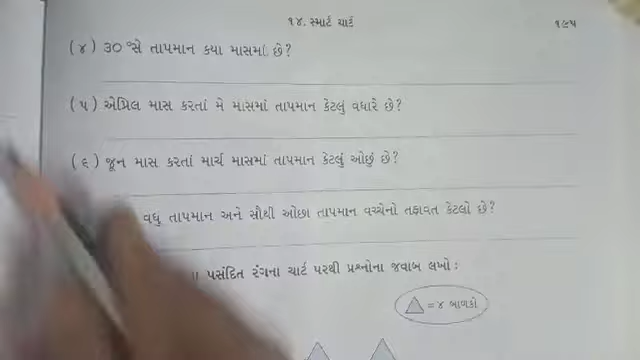 ૧૪. સ્માર્ટ ચાર્ટ ૧૯૫
(૪) ૩૦ °સે તાપમાન કયા માસમાં છે?
(૫) એપ્રિલ માસ કરતાં મે માસમાં તાપમાન કેટલું વધારે છે?
(૬) જૂન માસ કરતાં માર્ચ માસમાં તાપમાન કેટલું ઓછું છે?
વધુ તાપમાન અને સૌથી ઓછા તાપમાન વચ્ચેનો તફાવત કેટલો છે?
પસંદિત રંગના ચાર્ટ પરથી પ્રશ્નોના જવાબ લખો :
= ૪ બાળકો